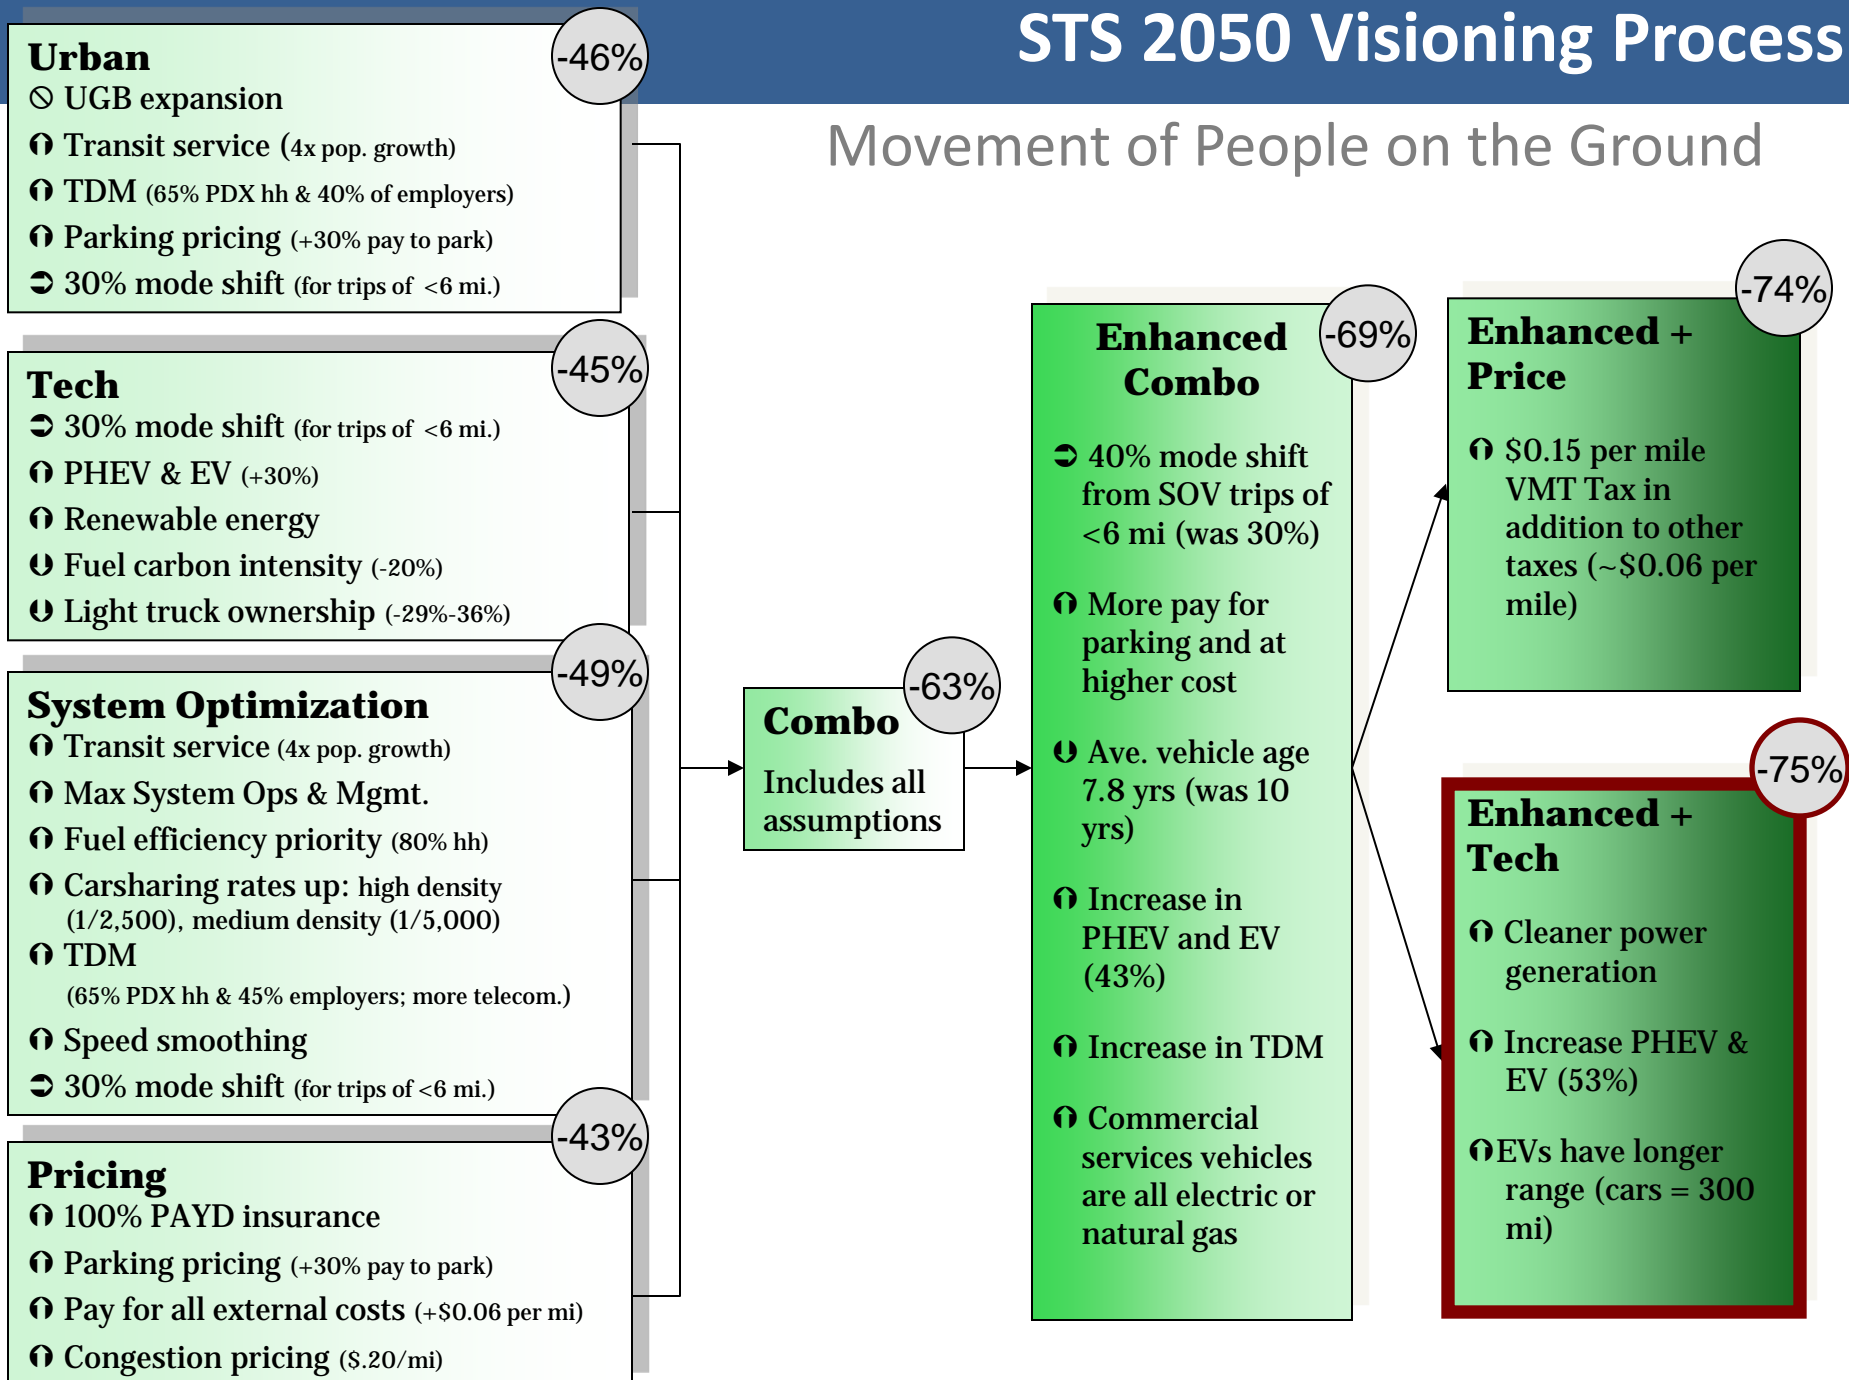 STS 2050 Visioning Process
Movement of People on the Ground
-46%
Urban
UGB expansion
Transit service (4x pop. growth)
TDM (65% PDX hh & 40% of employers)
Parking pricing (+30% pay to park)
30% mode shift (for trips of <6 mi.)
-45%
Tech
30% mode shift (for trips of <6 mi.)
PHEV & EV (+30%)
Renewable energy
Fuel carbon intensity (-20%)
Light truck ownership (-29%-36%)
-49%
System Optimization
Transit service (4x pop. growth)
Max System Ops & Mgmt.
Fuel efficiency priority (80% hh)
Carsharing rates up: high density
(1/2,500), medium density (1/5,000)
TDM
(65% PDX hh & 45% employers; more telecom.)
Speed smoothing
30% mode shift (for trips of <6 mi.)
-43%
Pricing
100% PAYD insurance
Parking pricing (+30% pay to park)
Pay for all external costs (+$0.06 per mi)
Congestion pricing ($.20/mi)
-63%
Combo
Includes all
assumptions
-69%
Enhanced
Combo
40% mode shift
from SOV trips of
<6 mi (was 30%)
More pay for
parking and at
higher cost
Ave. vehicle age
7.8 yrs (was 10
yrs)
Increase in
PHEV and EV
(43%)
Increase in TDM
Commercial
services vehicles
are all electric or
natural gas
-74%
Enhanced +
Price
$0.15 per mile
VMT Tax in
addition to other
taxes (~$0.06 per
mile)
-75%
Enhanced +
Tech
Cleaner power
generation
Increase PHEV &
EV (53%)
EVs have longer
range (cars = 300
mi)